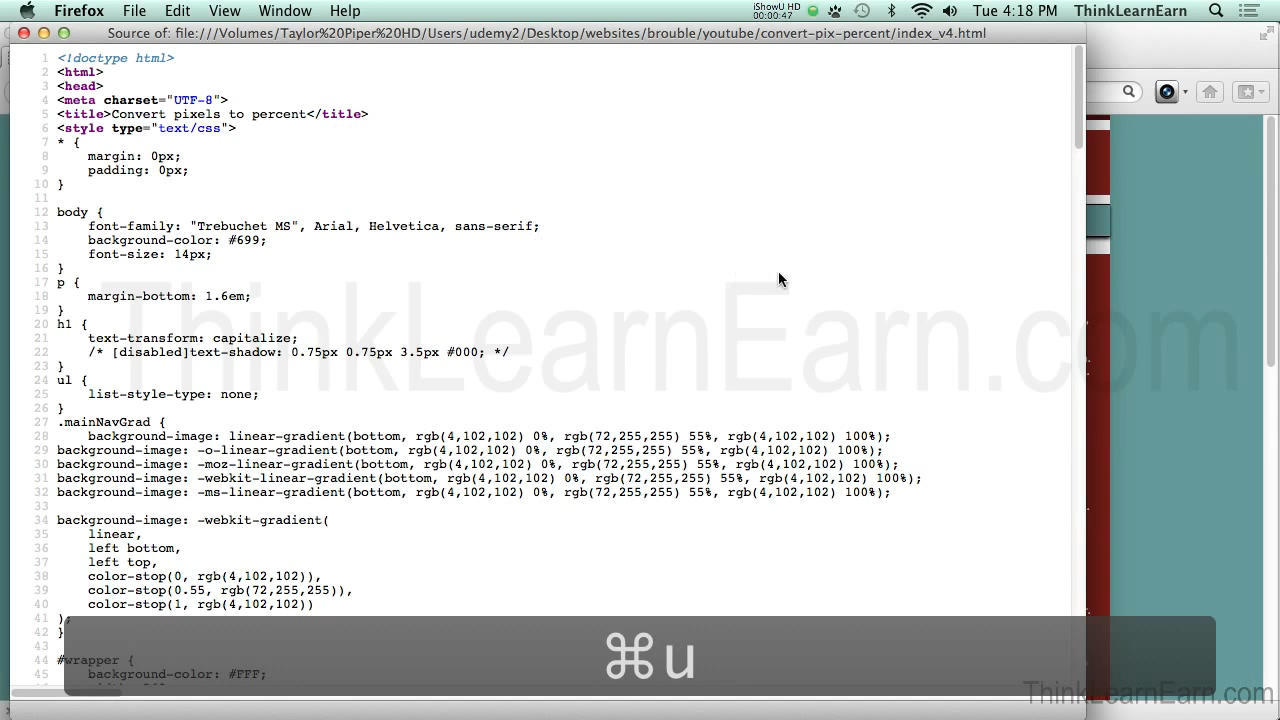 Firefox File Edit View Window Help iShowU HD 00:00:47 Tue 4:18 PM ThinkLearnEarn
Source of: file:///Volumes/Taylor%20Piper%20HD/Users/udemy2/Desktop/websites/brouble/youtube/convert-pix-percent/index_v4.html
1 <!doctype html>
2 <html>
3 <head>
4 <meta charset="UTF-8">
5 <title>Convert pixels to percent</title>
6 <style type="text/css">
7 * {
8 margin: 0px;
9 padding: 0px;
10 }
11
12 body {
13 font-family: "Trebuchet MS", Arial, Helvetica, sans-serif;
14 background-color: #699;
15 font-size: 14px;
16 }
17 p {
18 margin-bottom: 1.6em;
19 }
20 h1 {
21 text-transform: capitalize;
22 /* [disabled]text-shadow: 0.75px 0.75px 3.5px #000; */
23 }
24 ul {
25 list-style-type: none;
26 }
27 .mainNavGrad {
28 background-image: linear-gradient(bottom, rgb(4,102,102) 0%, rgb(72,255,255) 55%, rgb(4,102,102) 100%);
29 background-image: -o-linear-gradient(bottom, rgb(4,102,102) 0%, rgb(72,255,255) 55%, rgb(4,102,102) 100%);
30 background-image: -moz-linear-gradient(bottom, rgb(4,102,102) 0%, rgb(72,255,255) 55%, rgb(4,102,102) 100%);
31 background-image: -webkit-linear-gradient(bottom, rgb(4,102,102) 0%, rgb(72,255,255) 55%, rgb(4,102,102) 100%);
32 background-image: -ms-linear-gradient(bottom, rgb(4,102,102) 0%, rgb(72,255,255) 55%, rgb(4,102,102) 100%);
33
34 background-image: -webkit-gradient(
35 linear,
36 left bottom,
37 left top,
38 color-stop(0, rgb(4,102,102)),
39 color-stop(0.55, rgb(72,255,255)),
40 color-stop(1, rgb(4,102,102))
41 );
42 }
43
44 #wrapper {
45 background-color: #FFF;
ThinkLearnEarn.com
⌘u
ThinkLearnEarn.com